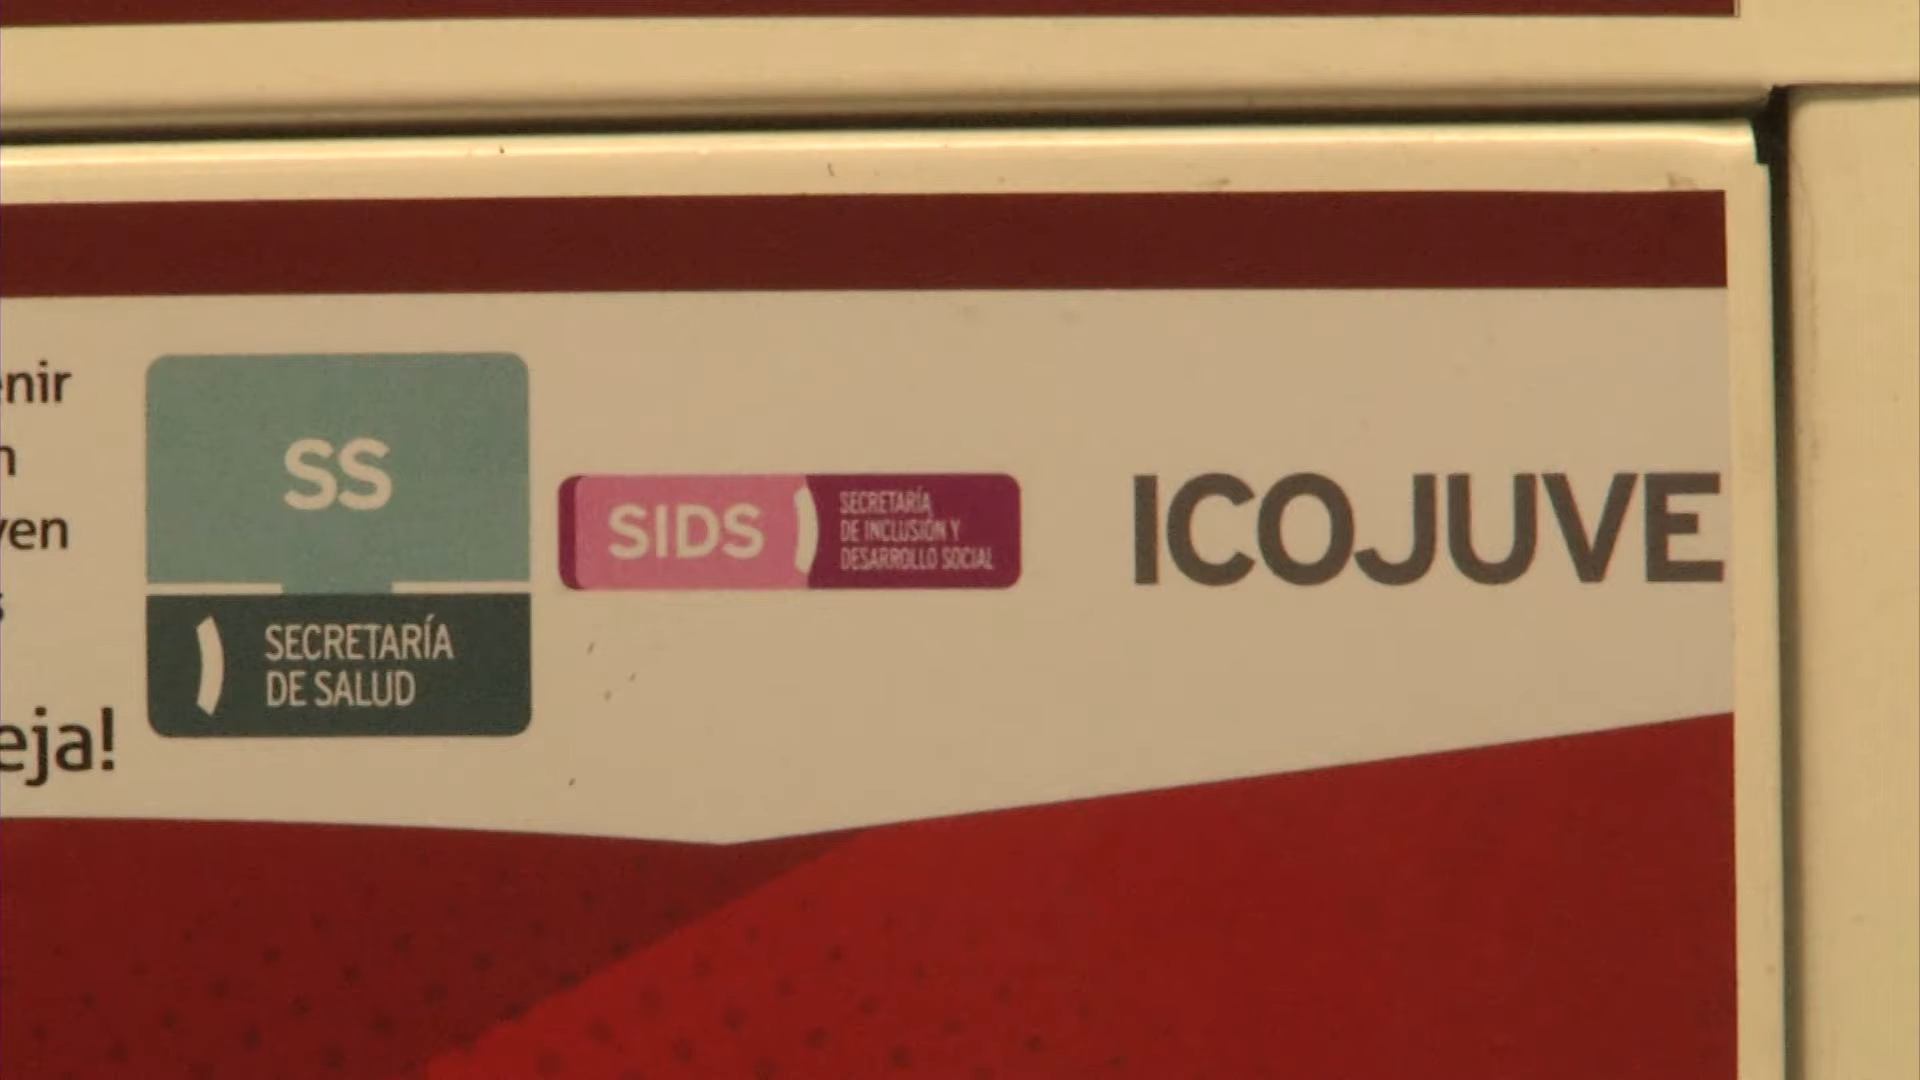 enir
n
ven
s
eja!
SS
SECRETARÍA
DE SALUD
SIDS
SECRETARÍA
DE INCLUSIÓN Y
DESARROLLO SOCIAL
ICOJUVE